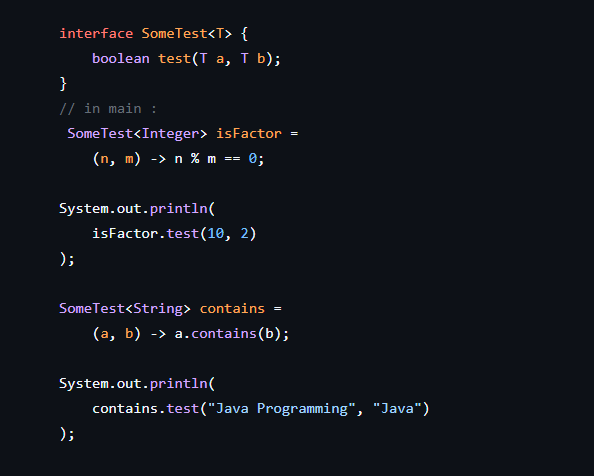 interface SomeTest<T> {
    boolean test(T a, T b);
}
// in main :
 SomeTest<Integer> isFactor =
    (n, m) -> n % m == 0;
System.out.println(
    isFactor.test(10, 2)
);
SomeTest<String> contains =
    (a, b) -> a.contains(b);
System.out.println(
    contains.test("Java Programming", "Java")
);